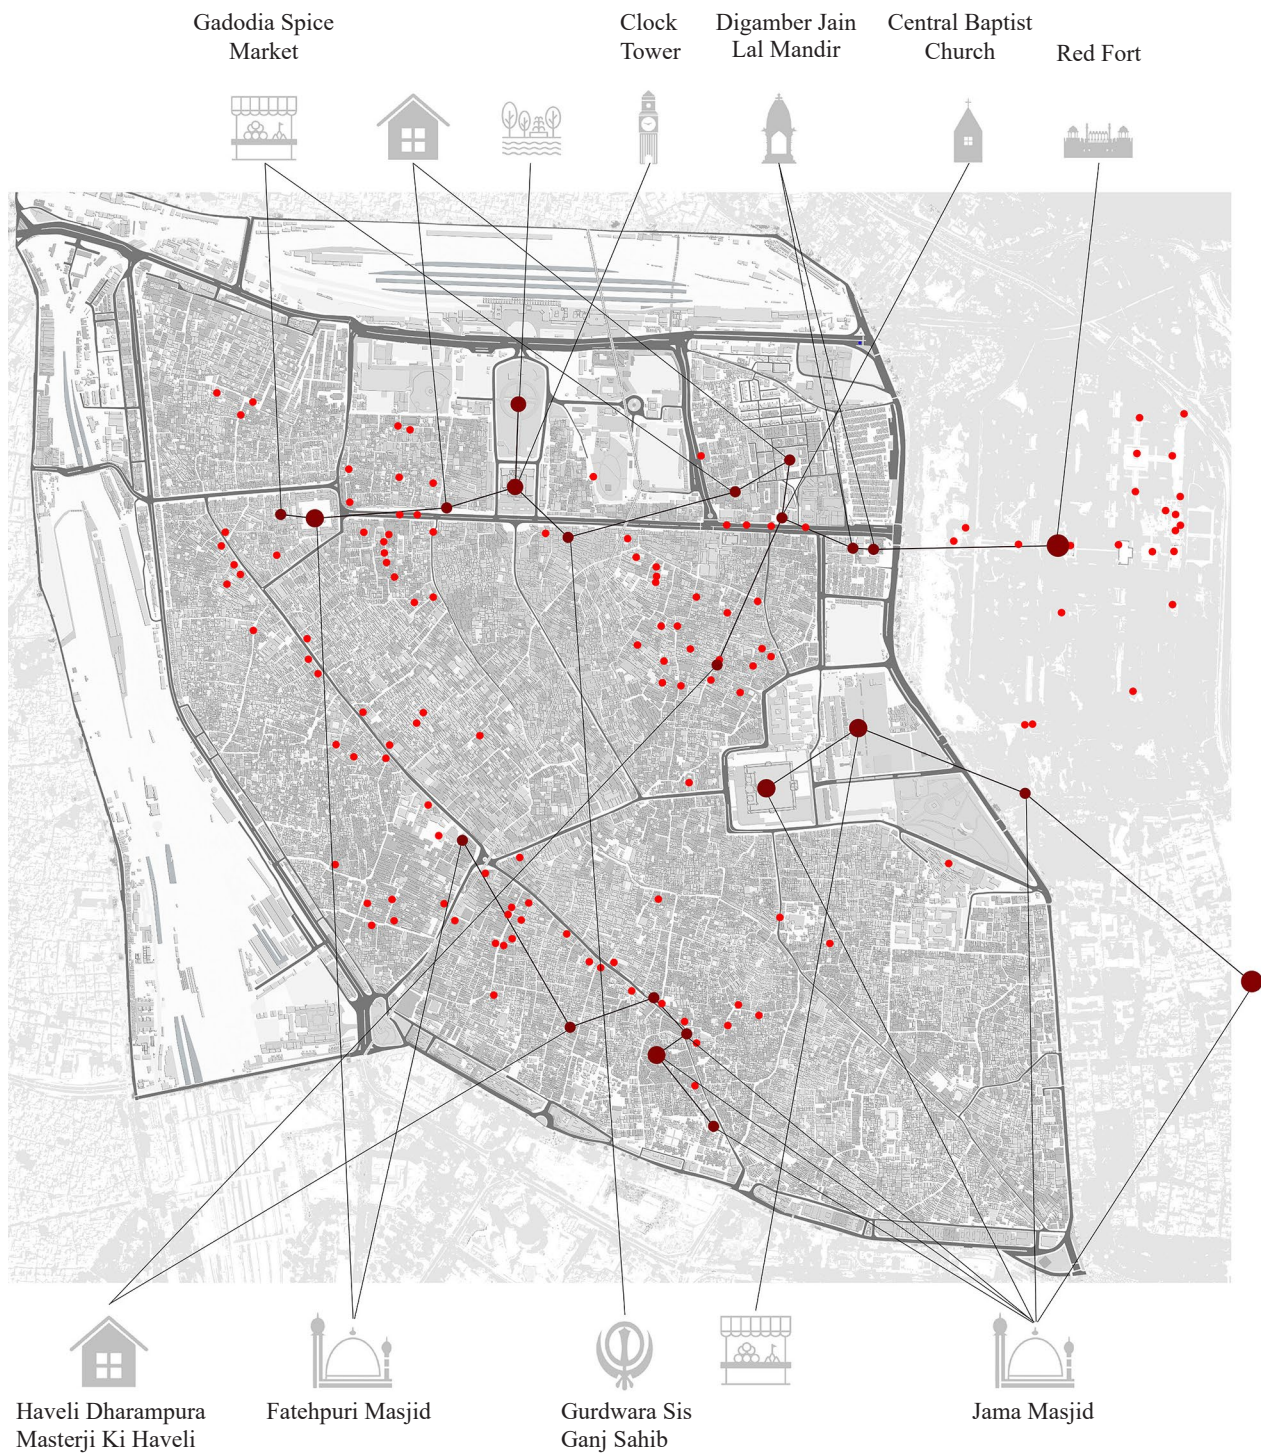 Gadodia Spice
Market
Clock
Tower
Digamber Jain
Lal Mandir
Central Baptist
Church
Red Fort
Haveli Dharampura
Masterji Ki Haveli
Fatehpuri Masjid
Gurdwara Sis
Ganj Sahib
Jama Masjid